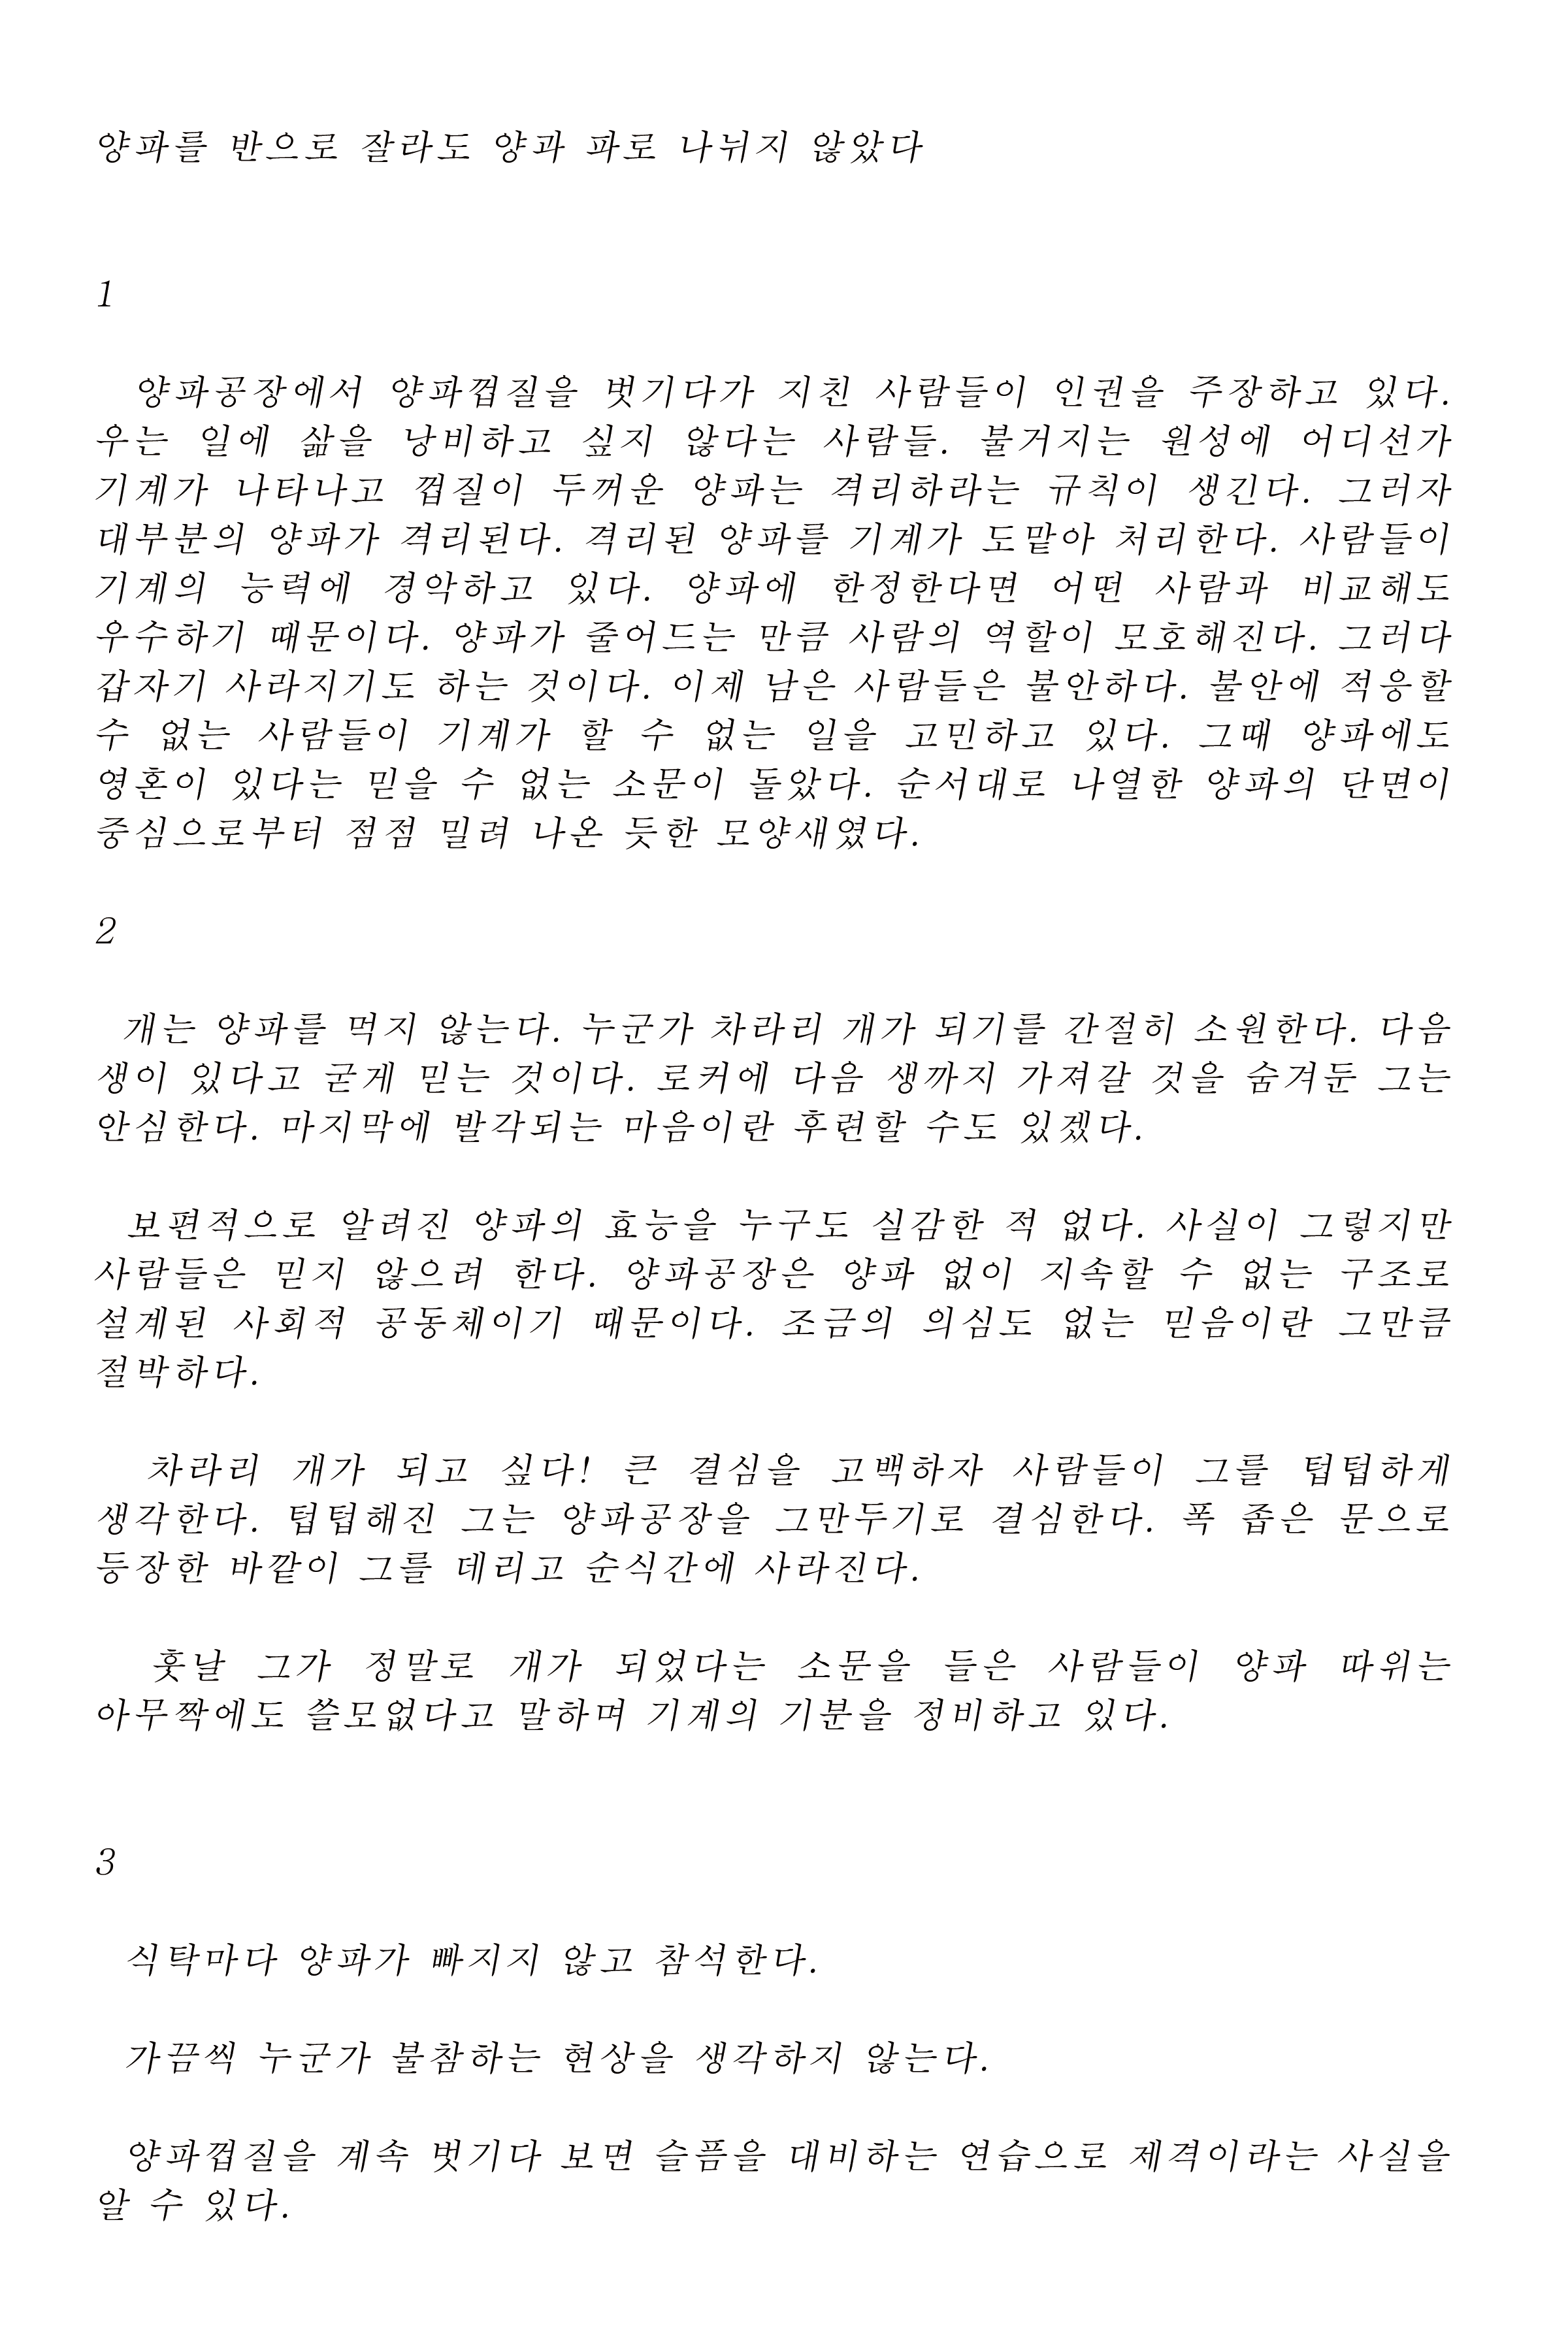 양파를 반으로 잘라도 양과 파로 나뉘지 않았다
1
양파공장에서 양파껍질을 벗기다가 지친 사람들이 인권을 주장하고 있다.
우는 일에 삶을 낭비하고 싶지 않다는 사람들. 불거지는 원성에 어디선가
기계가 나타나고 껍질이 두꺼운 양파는 격리하라는 규칙이 생긴다. 그러자
대부분의 양파가 격리된다. 격리된 양파를 기계가 도맡아 처리한다. 사람들이
기계의 능력에 경악하고 있다. 양파에 한정한다면 어떤 사람과 비교해도
우수하기 때문이다. 양파가 줄어드는 만큼 사람의 역할이 모호해진다. 그러다
갑자기 사라지기도 하는 것이다. 이제 남은 사람들은 불안하다. 불안에 적응할
수 없는 사람들이 기계가 할 수 없는 일을 고민하고 있다. 그때 양파에도
영혼이 있다는 믿을 수 없는 소문이 돌았다. 순서대로 나열한 양파의 단면이
중심으로부터 점점 밀려 나온 듯한 모양새였다.
2
개는 양파를 먹지 않는다. 누군가 차라리 개가 되기를 간절히 소원한다. 다음
생이 있다고 굳게 믿는 것이다. 로커에 다음 생까지 가져갈 것을 숨겨둔 그는
안심한다. 마지막에 발각되는 마음이란 후련할 수도 있겠다.
보편적으로 알려진 양파의 효능을 누구도 실감한 적 없다. 사실이 그렇지만
사람들은 믿지 않으려 한다. 양파공장은 양파 없이 지속할 수 없는 구조로
설계된 사회적 공동체이기 때문이다. 조금의 의심도 없는 믿음이란 그만큼
절박하다.
차라리 개가 되고 싶다! 큰 결심을 고백하자 사람들이 그를 텁텁하게
생각한다. 텁텁해진 그는 양파공장을 그만두기로 결심한다. 폭 좁은 문으로
등장한 바깥이 그를 데리고 순식간에 사라진다.
훗날 그가 정말로 개가 되었다는 소문을 들은 사람들이 양파 따위는
아무짝에도 쓸모없다고 말하며 기계의 기분을 정비하고 있다.
3
식탁마다 양파가 빠지지 않고 참석한다.
가끔씩 누군가 불참하는 현상을 생각하지 않는다.
양파껍질을 계속 벗기다 보면 슬픔을 대비하는 연습으로 제격이라는 사실을
알 수 있다.